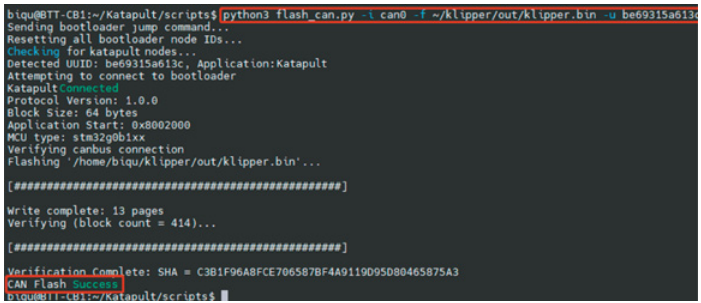 biqu@BTT-CB1:~/Katapult/scripts$ python3 flash_can.py -i can0 -f ~/klipper/out/klipper.bin -u be69315a613c
Sending bootloader jump command...
Resetting all bootloader node IDs...
Checking for katapult nodes...
Detected UUID: be69315a613c, Application:Katapult
Attempting to connect to bootloader
KatapultConnected
Protocol Version: 1.0.0
Block Size: 64 bytes
Application Start: 0x8002000
MCU type: stm32g0b1xx
Verifying canbus connection
Flashing '/home/biqu/klipper/out/klipper.bin'...
[##################################################]
Write complete: 13 pages
Verifying (block count = 414)...
[##################################################]
Verification Complete: SHA = C3B1F96A8FCE706587BF4A9119D95D80465875A3
CAN Flash Success
biqu@BTT-CB1:~/Katapult/scripts$